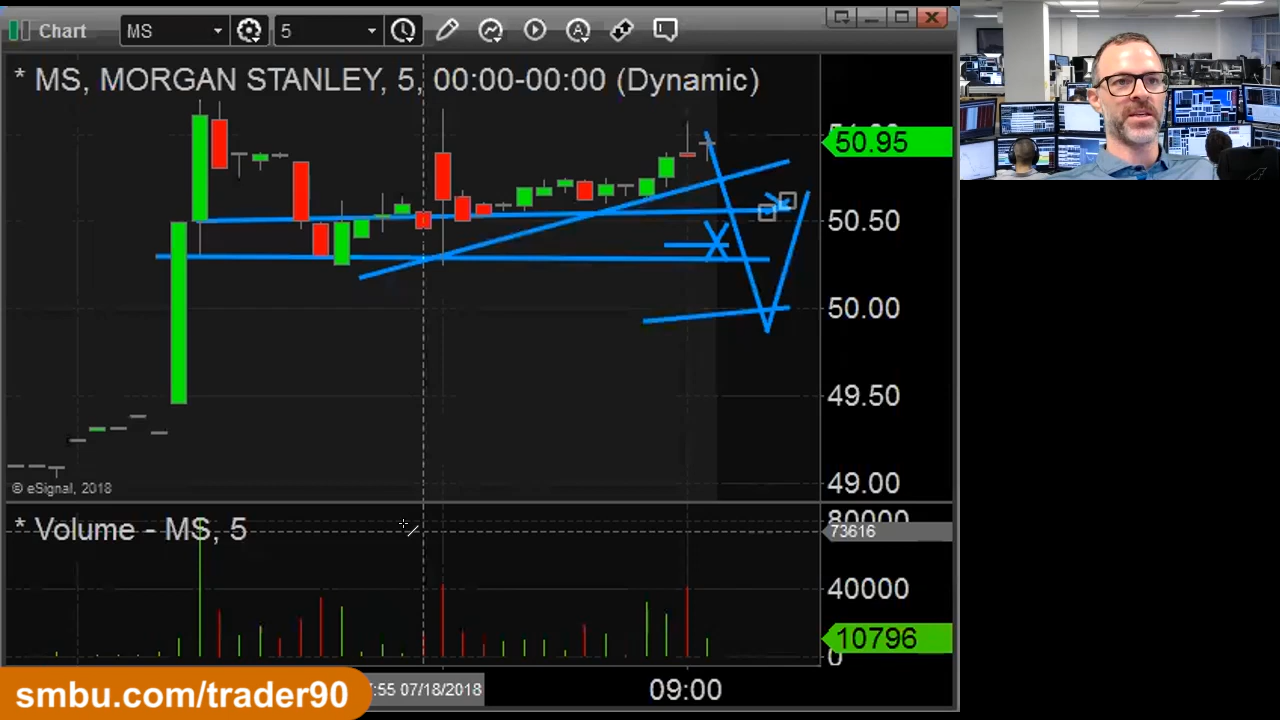 Chart MS 5
* MS, MORGAN STANLEY, 5, 00:00-00:00 (Dynamic)
50.95
50.50
50.00
49.50
49.00
© eSignal, 2018
* Volume - MS, 5
80000
73616
40000
10796
0
:55 07/18/2018
09:00
smbu.com/trader90